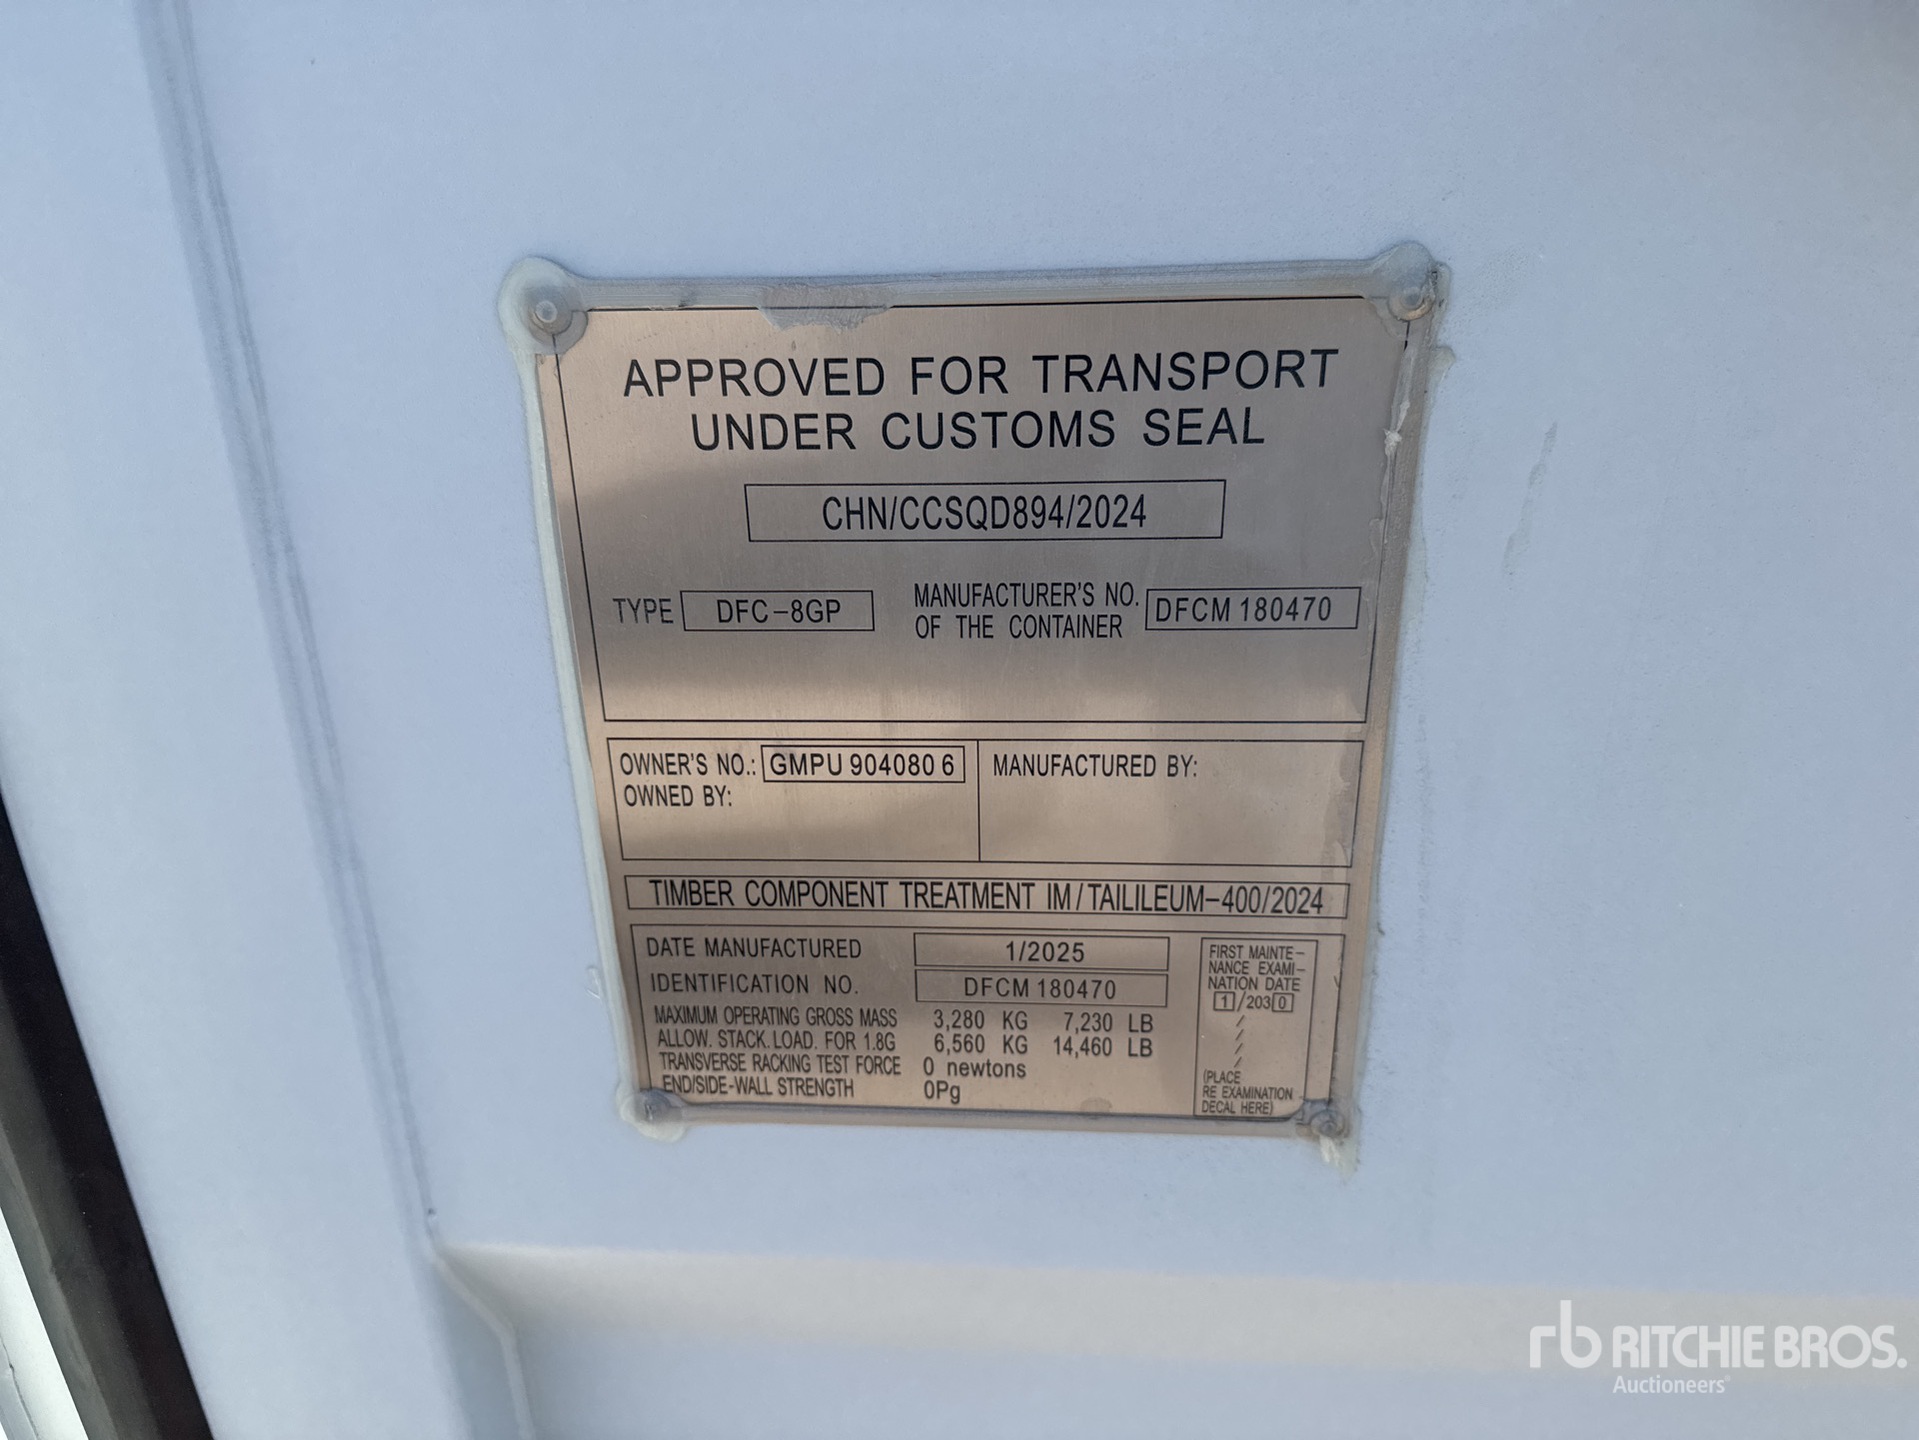 APPROVED FOR TRANSPORT
UNDER CUSTOMS SEAL
CHN/CCSQD894/2024
TYPE DFC-8GP
MANUFACTURER'S NO.
OF THE CONTAINER
DFCM 180470
OWNER'S NO.: GMPU 904080 6
OWNED BY:
MANUFACTURED BY:
TIMBER COMPONENT TREATMENT IM/TAILILEUM-400/2024
DATE MANUFACTURED 1/2025
IDENTIFICATION NO. DFCM 180470
MAXIMUM OPERATING GROSS MASS 3,280 KG 7,230 LB
ALLOW. STACK.LOAD. FOR 1.8G 6,560 KG 14,460 LB
TRANSVERSE RACKING TEST FORCE 0 newtons
END/SIDE-WALL STRENGTH 0Pg
FIRST MAINTE-
NANCE EXAMI-
NATION DATE
1/2030
/
/
/
/
(PLACE
RE EXAMINATION
DECAL HERE)
rb RITCHIE BROS.
Auctioneers